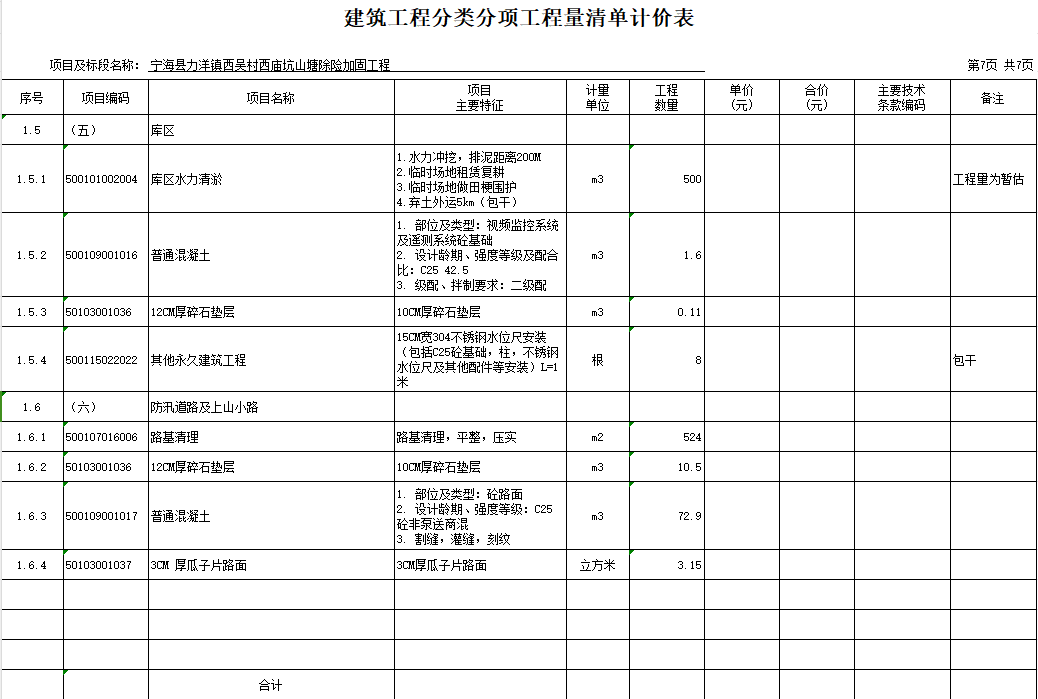 建筑工程分类分项工程量清单计价表
项目及标段名称： 宁海县力洋镇西吴村西庙坑山塘除险加固工程 第7页 共7页
序号 项目编码 项目名称 项目 主要特征 计量 单位 工程 数量 单价 (元) 合价 (元) 主要技术 条款编码 备注
1.5 （五） 库区
1.5.1 500101002004 库区水力清淤 1.水力冲挖，排泥距离200M
2.临时场地租赁复耕
3.临时场地做田梗围护
4.弃土外运5km（包干） m3 500 工程量为暂估
1.5.2 500109001016 普通混凝土 1. 部位及类型：视频监控系统
及遥测系统砼基础
2. 设计龄期、强度等级及配合
比：C25 42.5
3. 级配、拌制要求：二级配 m3 1.6
1.5.3 50103001036 12CM厚碎石垫层 10CM厚碎石垫层 m3 0.11
1.5.4 500115022022 其他永久建筑工程 15CM宽304不锈钢水位尺安装
（包括C25砼基础，柱，不锈钢
水位尺及其他配件等安装）L=1
米 根 8 包干
1.6 （六） 防汛道路及上山小路
1.6.1 500107016006 路基清理 路基清理，平整，压实 m2 524
1.6.2 50103001036 12CM厚碎石垫层 10CM厚碎石垫层 m3 10.5
1.6.3 500109001017 普通混凝土 1. 部位及类型：砼路面
2. 设计龄期、强度等级：C25
砼非泵送商混
3. 割缝，灌缝，刻纹 m3 72.9
1.6.4 50103001037 3CM 厚瓜子片路面 3CM厚瓜子片路面 立方米 3.15
合计